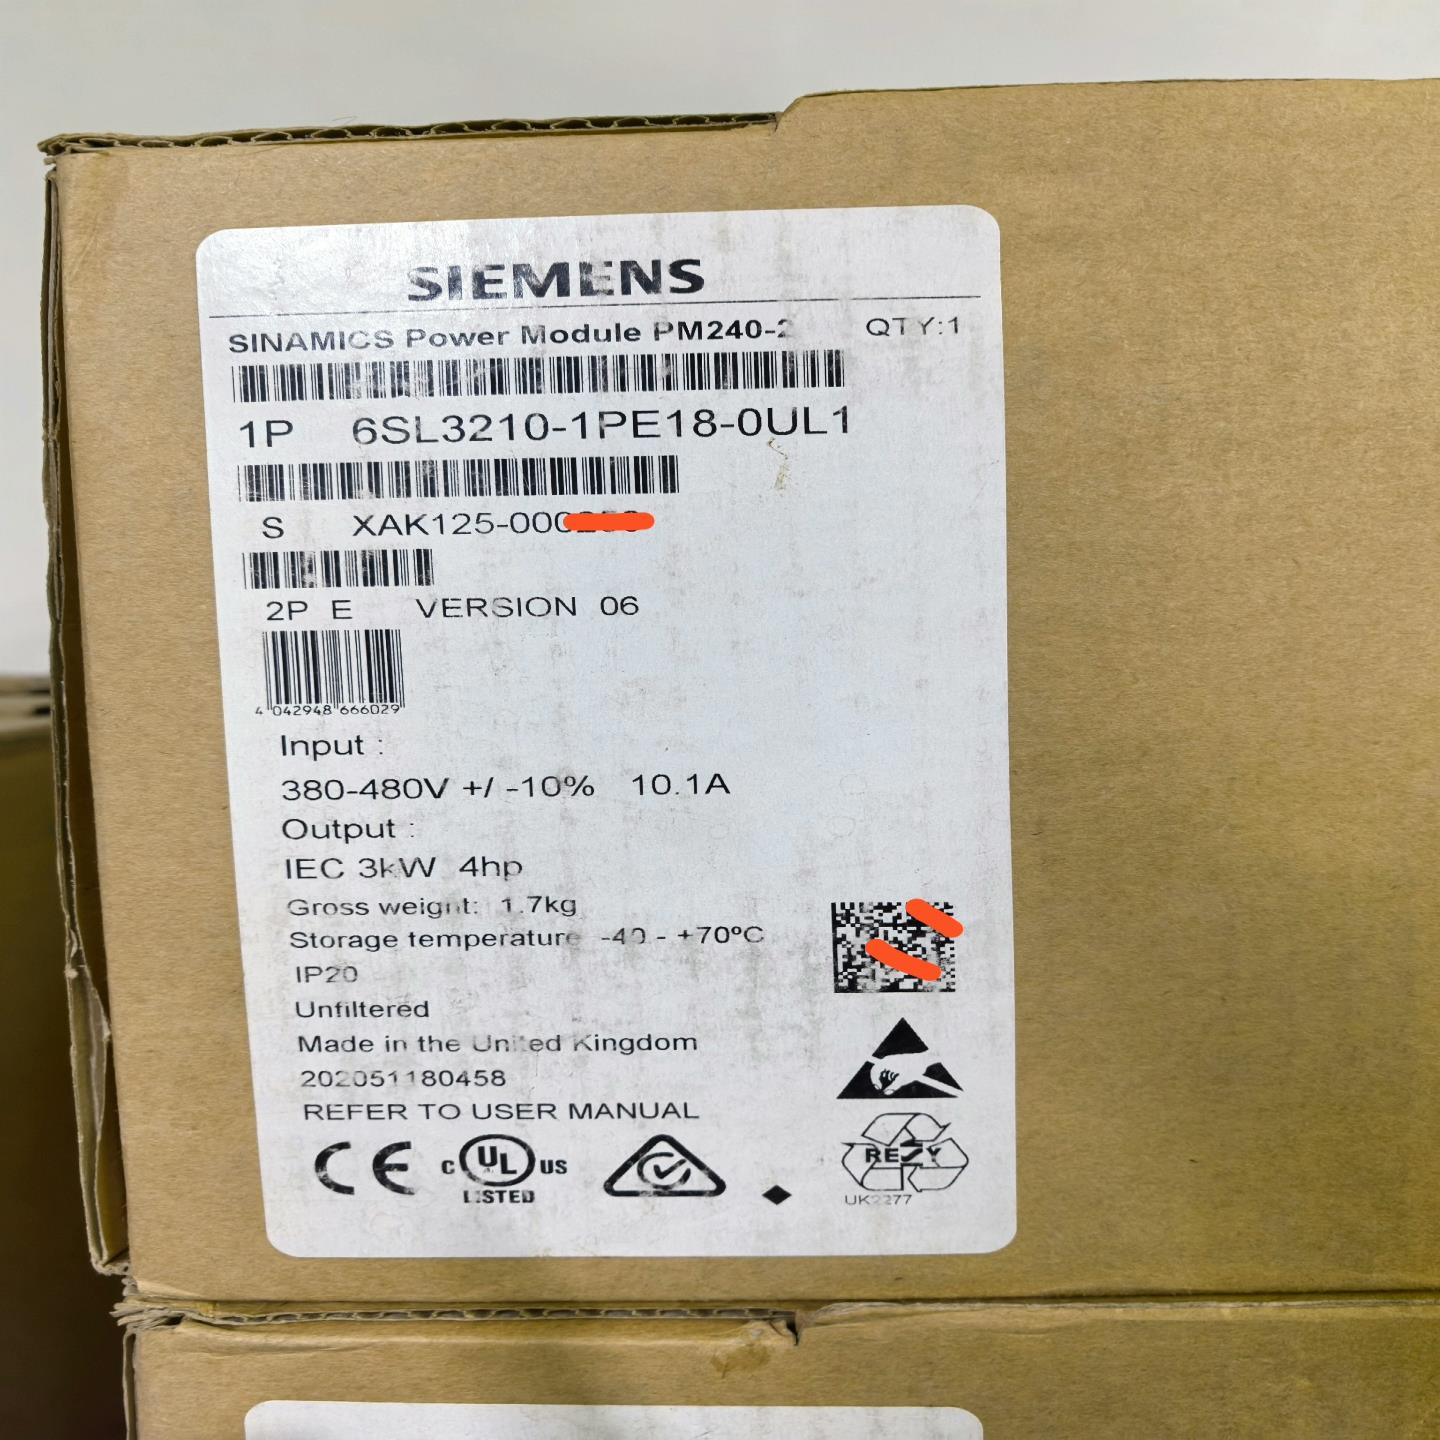 SIEMENS
SINAMICS Power Module PM240-2 QTY:1
1P 6SL3210-1PE18-0UL1
S XAK125-000
2P E VERSION 06
4 042948 666029
Input :
380-480V +/ -10% 10.1A
Output :
IEC 3kW 4hp
Gross weight: 1.7kg
Storage temperature -40 - +70°C
IP20
Unfiltered
Made in the United Kingdom
202051180458
REFER TO USER MANUAL
CE
C UL US
LISTED
RESY
UK2277